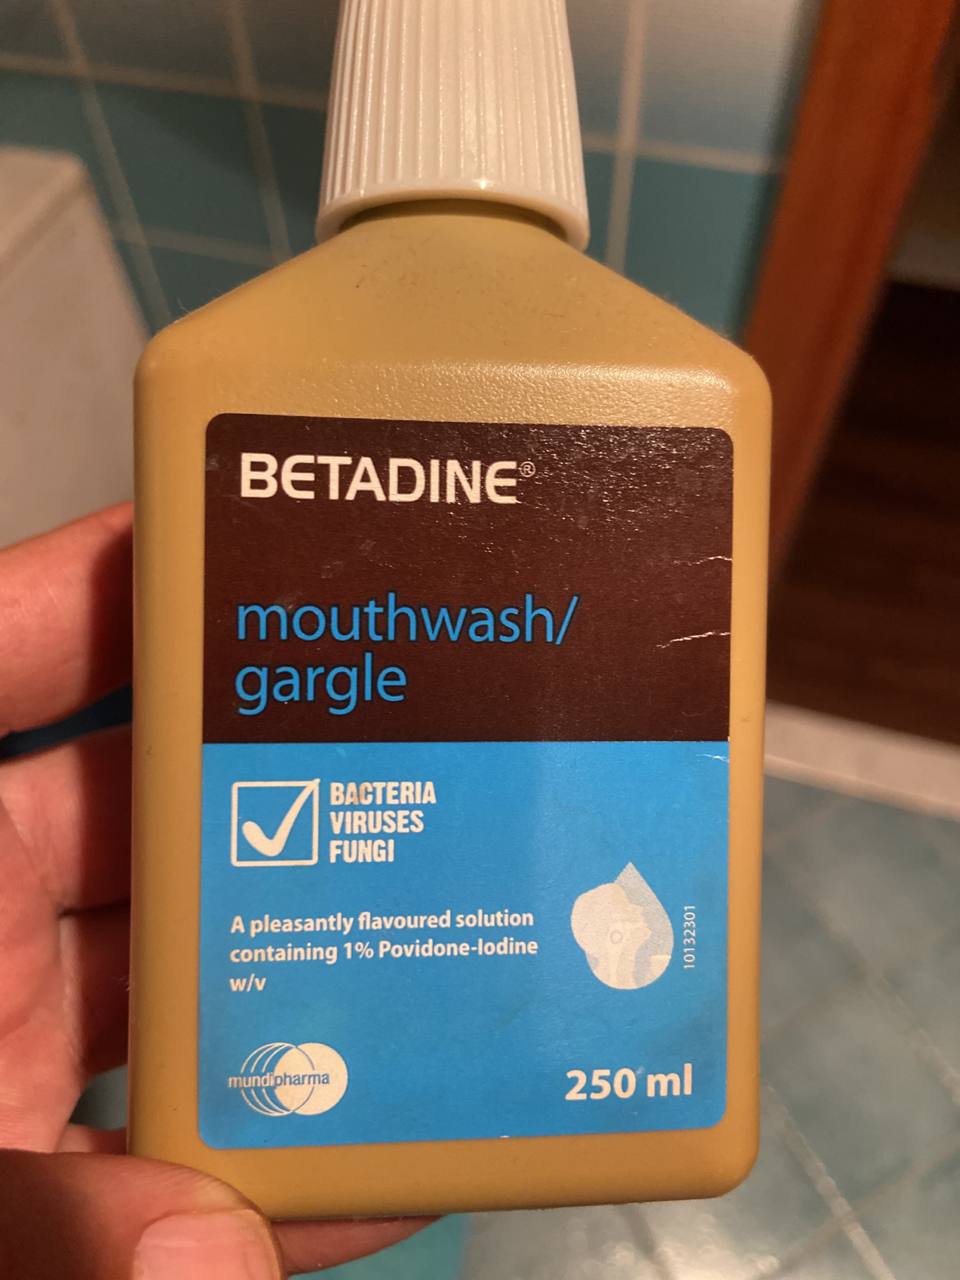 BETADINE®
mouthwash/
gargle
BACTERIA
VIRUSES
FUNGI
A pleasantly flavoured solution
containing 1% Povidone-Iodine
w/v
10132301
mundipharma
250 ml